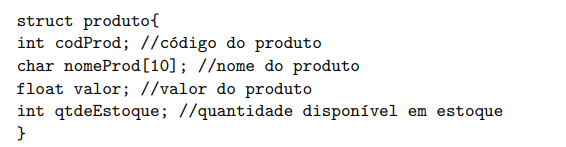 struct produto{
int codProd; //código do produto
char nomeProd[10]; //nome do produto
float valor; //valor do produto
int qtdeEstoque; //quantidade disponível em estoque
}